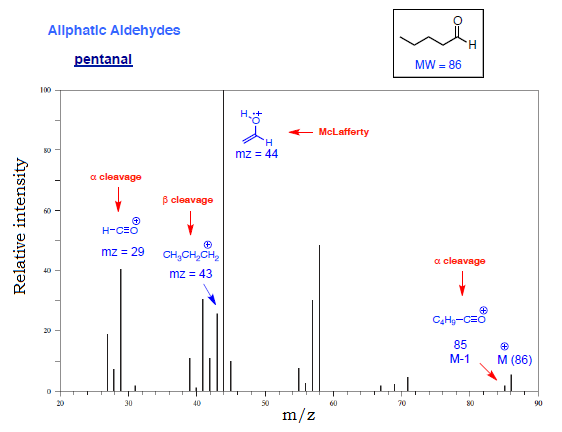 Aliphatic Aldehydes
pentanal
O
H
MW = 86
Relative intensity
100
80
60
40
20
0
α cleavage
H-C≡O ⊕
mz = 29
β cleavage
CH₃CH₂CH₂ ⊕
mz = 43
H .+
O
H
mz = 44
McLafferty
α cleavage
C₄H₉-C≡O ⊕
85
M-1
⊕
M (86)
20 30 40 50 60 70 80 90
m/z